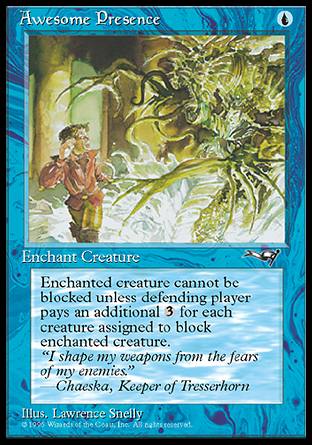 Awesome Presence
Enchant Creature
Enchanted creature cannot be
blocked unless defending player
pays an additional 3 for each
creature assigned to block
enchanted creature.
"I shape my weapons from the fears
of my enemies."
Chaeska, Keeper of Tresserhorn
Illus. Lawrence Snelly
© 1996 Wizards of the Coast, Inc. All rights reserved.